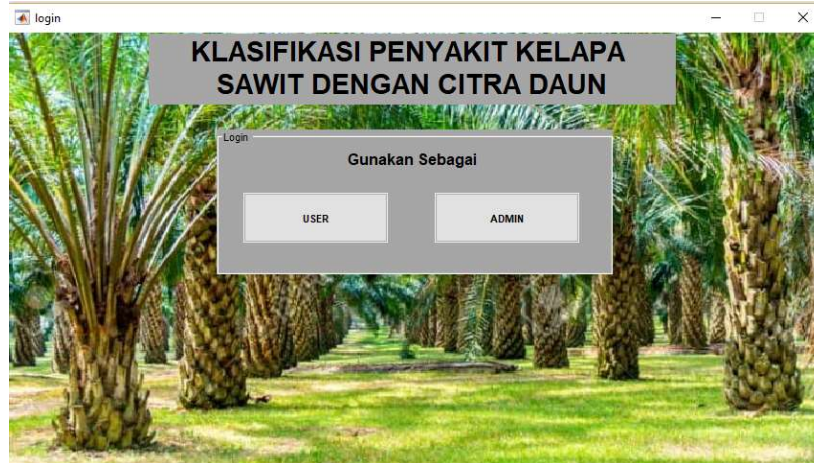 login
KLASIFIKASI PENYAKIT KELAPA
SAWIT DENGAN CITRA DAUN
Login
Gunakan Sebagai
USER
ADMIN